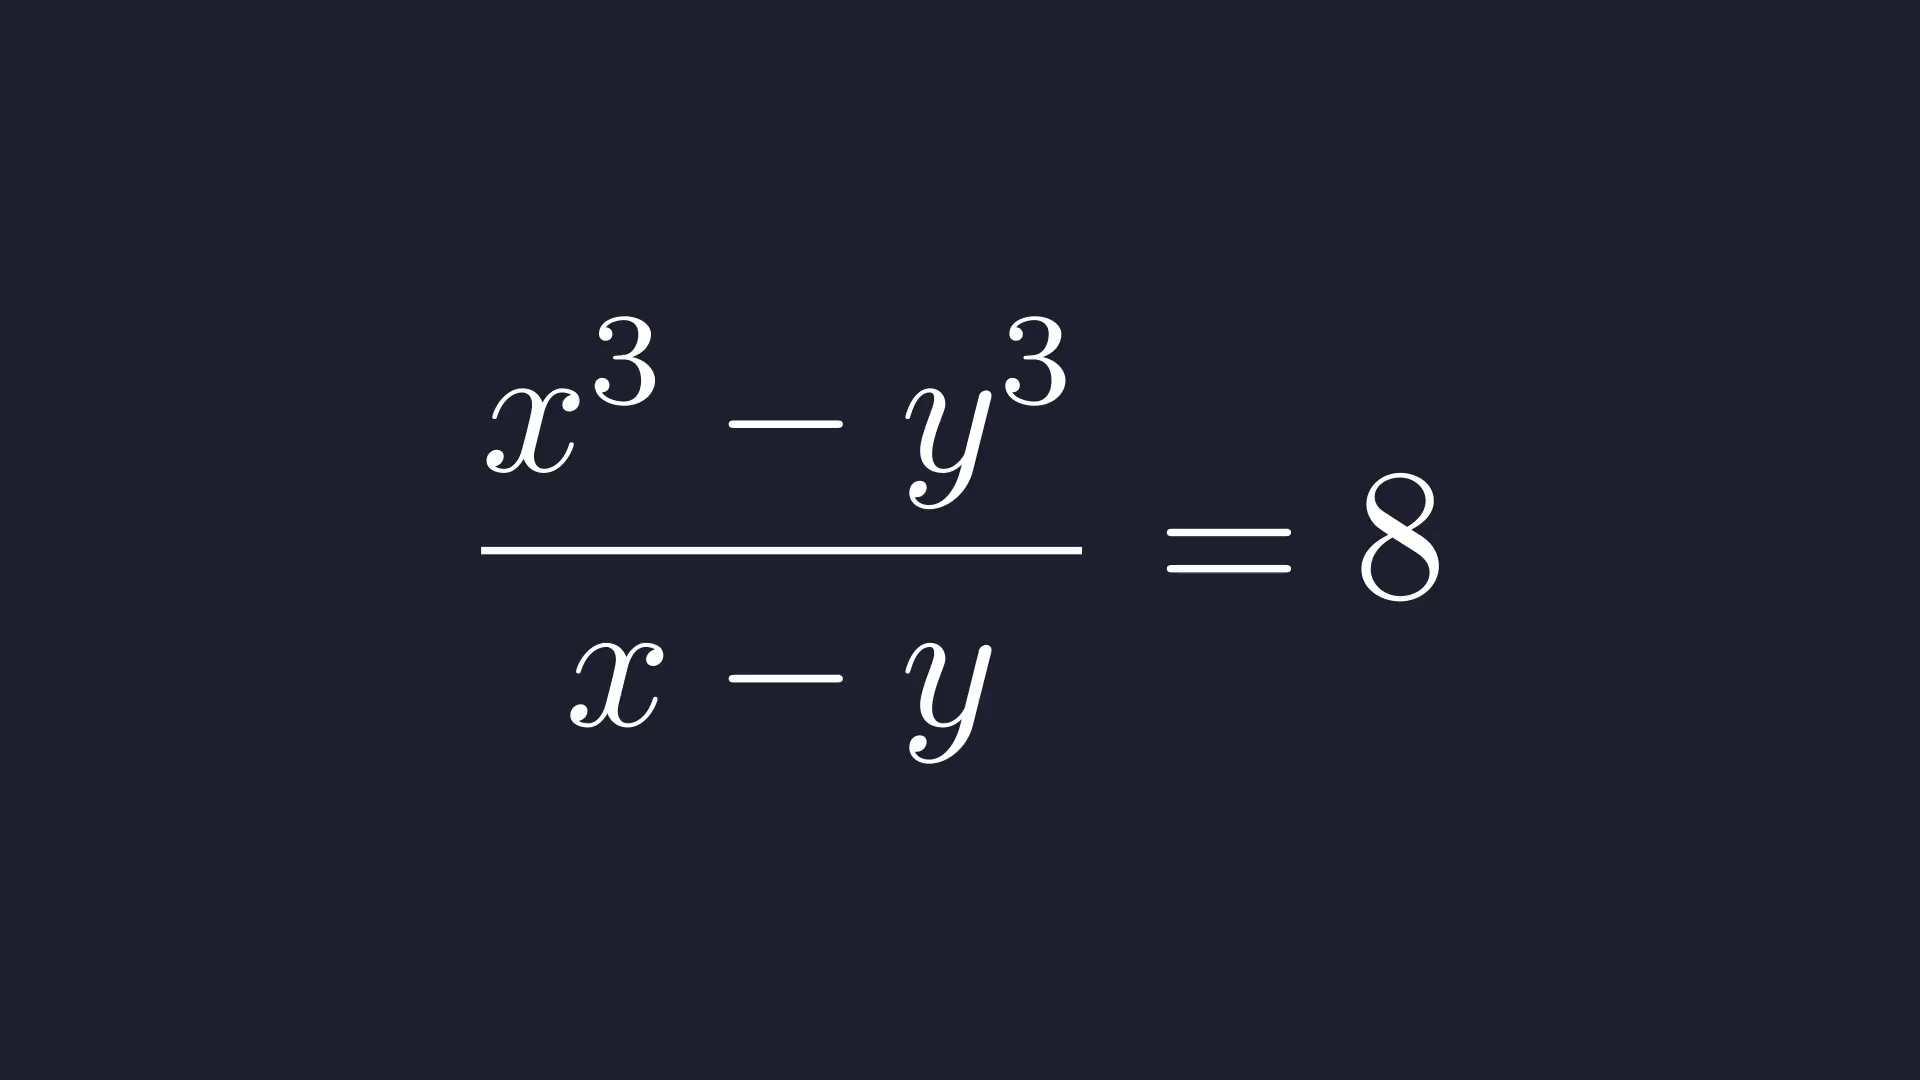 x³ − y³
x − y
= 8